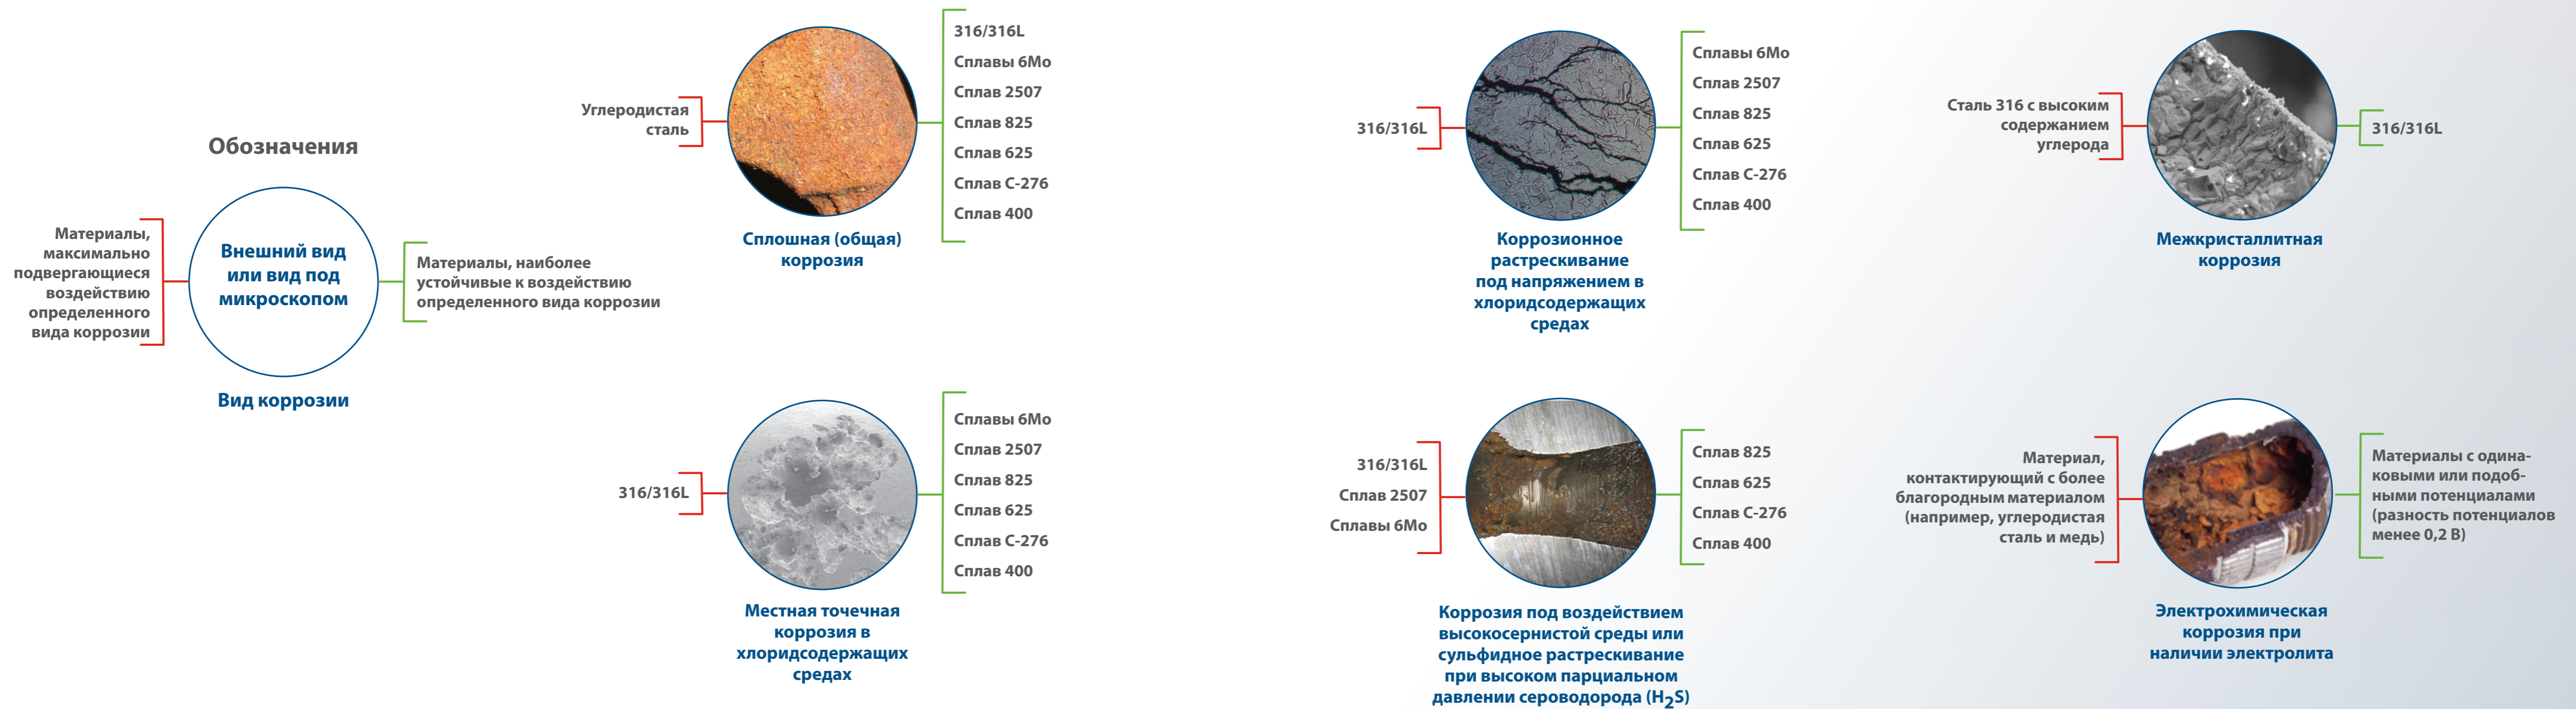 Обозначения
Материалы,
максимально
подвергающиеся
воздействию
определенного
вида коррозии
Внешний вид
или вид под
микроскопом
Материалы, наиболее
устойчивые к воздействию
определенного вида коррозии
Вид коррозии
Углеродистая
сталь
316/316L
Сплавы 6Mo
Сплав 2507
Сплав 825
Сплав 625
Сплав C-276
Сплав 400
Сплошная (общая)
коррозия
316/316L
Сплавы 6Mo
Сплав 2507
Сплав 825
Сплав 625
Сплав C-276
Сплав 400
Местная точечная
коррозия в
хлоридсодержащих
средах
316/316L
Сплавы 6Mo
Сплав 2507
Сплав 825
Сплав 625
Сплав C-276
Сплав 400
Коррозионное
растрескивание
под напряжением в
хлоридсодержащих
средах
316/316L
Сплав 2507
Сплавы 6Mo
Сплав 825
Сплав 625
Сплав C-276
Сплав 400
Коррозия под воздействием
высокосернистой среды или
сульфидное растрескивание
при высоком парциальном
давлении сероводорода (H2S)
Сталь 316 с высоким
содержанием
углерода
316/316L
Межкристаллитная
коррозия
Материал,
контактирующий с более
благородным материалом
(например, углеродистая
сталь и медь)
Материалы с одина-
ковыми или подоб-
ными потенциалами
(разность потенциалов
менее 0,2 В)
Электрохимическая
коррозия при
наличии электролита